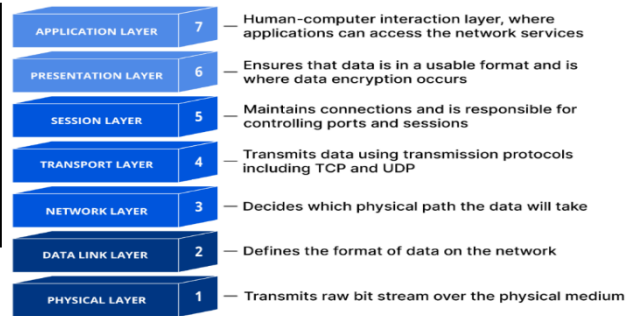 APPLICATION LAYER 7 — Human-computer interaction layer, where
applications can access the network services
PRESENTATION LAYER 6 — Ensures that data is in a usable format and is
where data encryption occurs
SESSION LAYER 5 — Maintains connections and is responsible for
controlling ports and sessions
TRANSPORT LAYER 4 — Transmits data using transmission protocols
including TCP and UDP
NETWORK LAYER 3 — Decides which physical path the data will take
DATA LINK LAYER 2 — Defines the format of data on the network
PHYSICAL LAYER 1 — Transmits raw bit stream over the physical medium